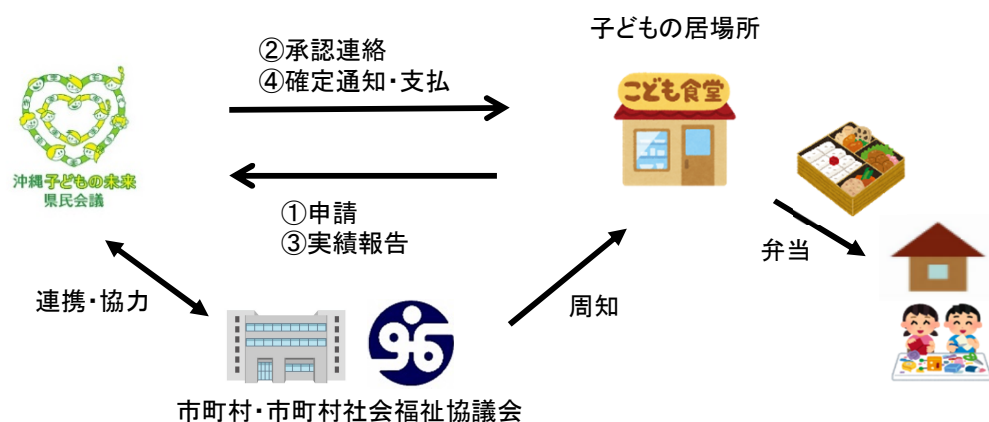 子どもの居場所
②承認連絡
④確定通知・支払
こども食堂
沖縄子どもの未来
県民会議
①申請
③実績報告
弁当
連携・協力
周知
市町村・市町村社会福祉協議会